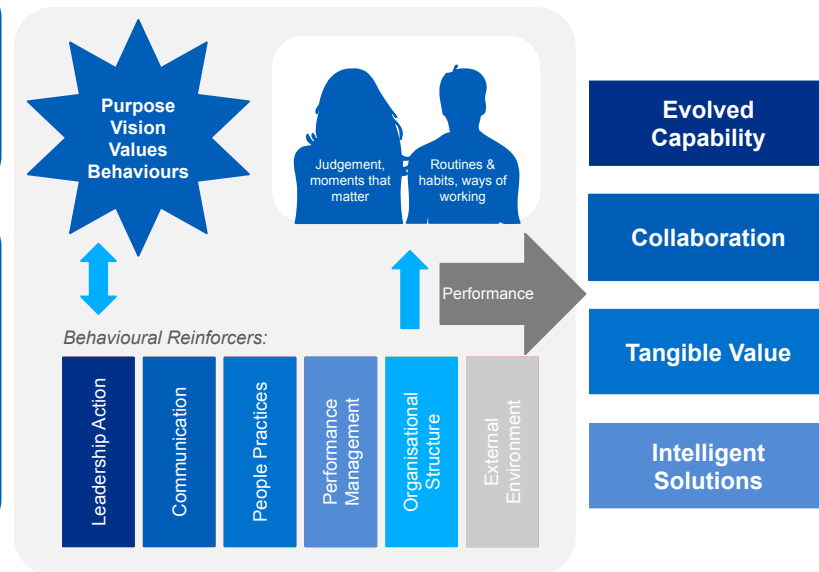 Purpose
Vision
Values
Behaviours
Judgement,
moments that
matter
Routines &
habits, ways of
working
Performance
Behavioural Reinforcers:
Leadership Action
Communication
People Practices
Performance
Management
Organisational
Structure
External
Environment
Evolved
Capability
Collaboration
Tangible Value
Intelligent
Solutions